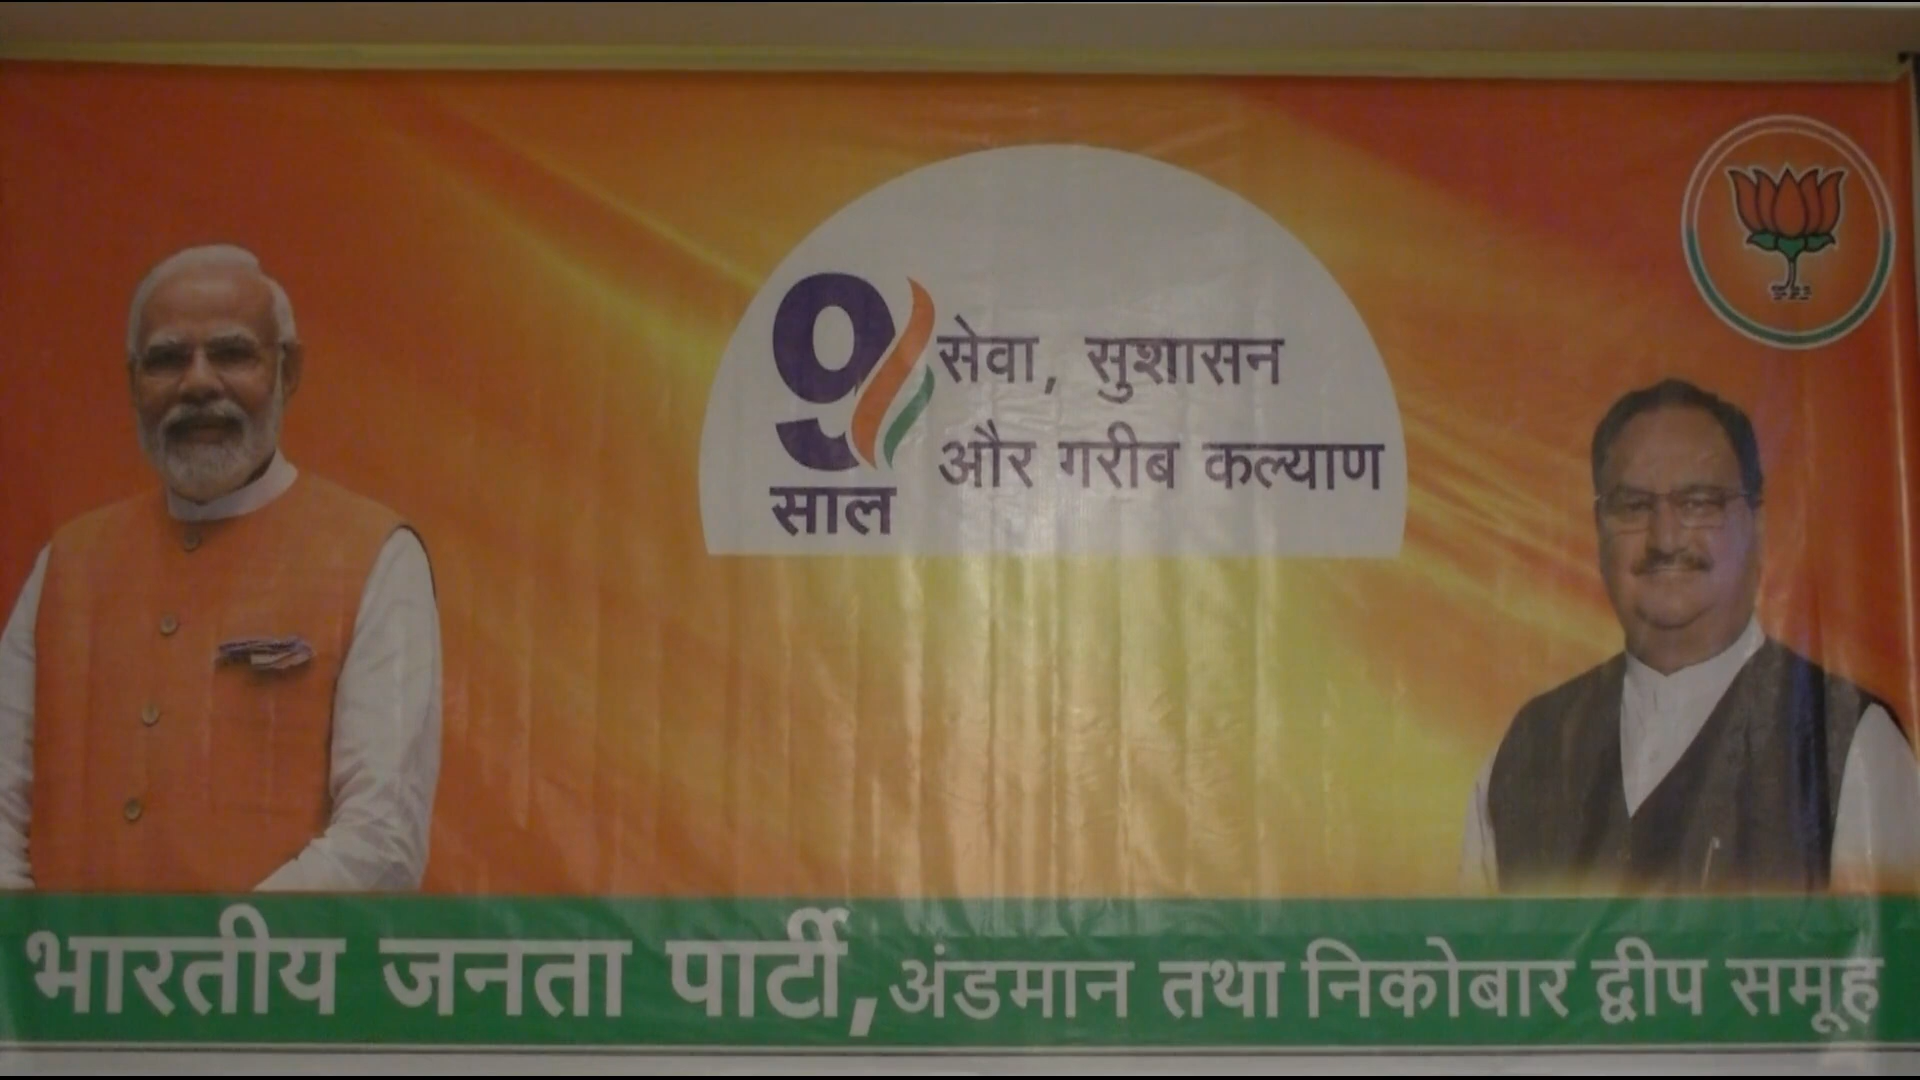 9
साल
सेवा, सुशासन
और गरीब कल्याण
भारतीय जनता पार्टी, अंडमान तथा निकोबार द्वीप समूह